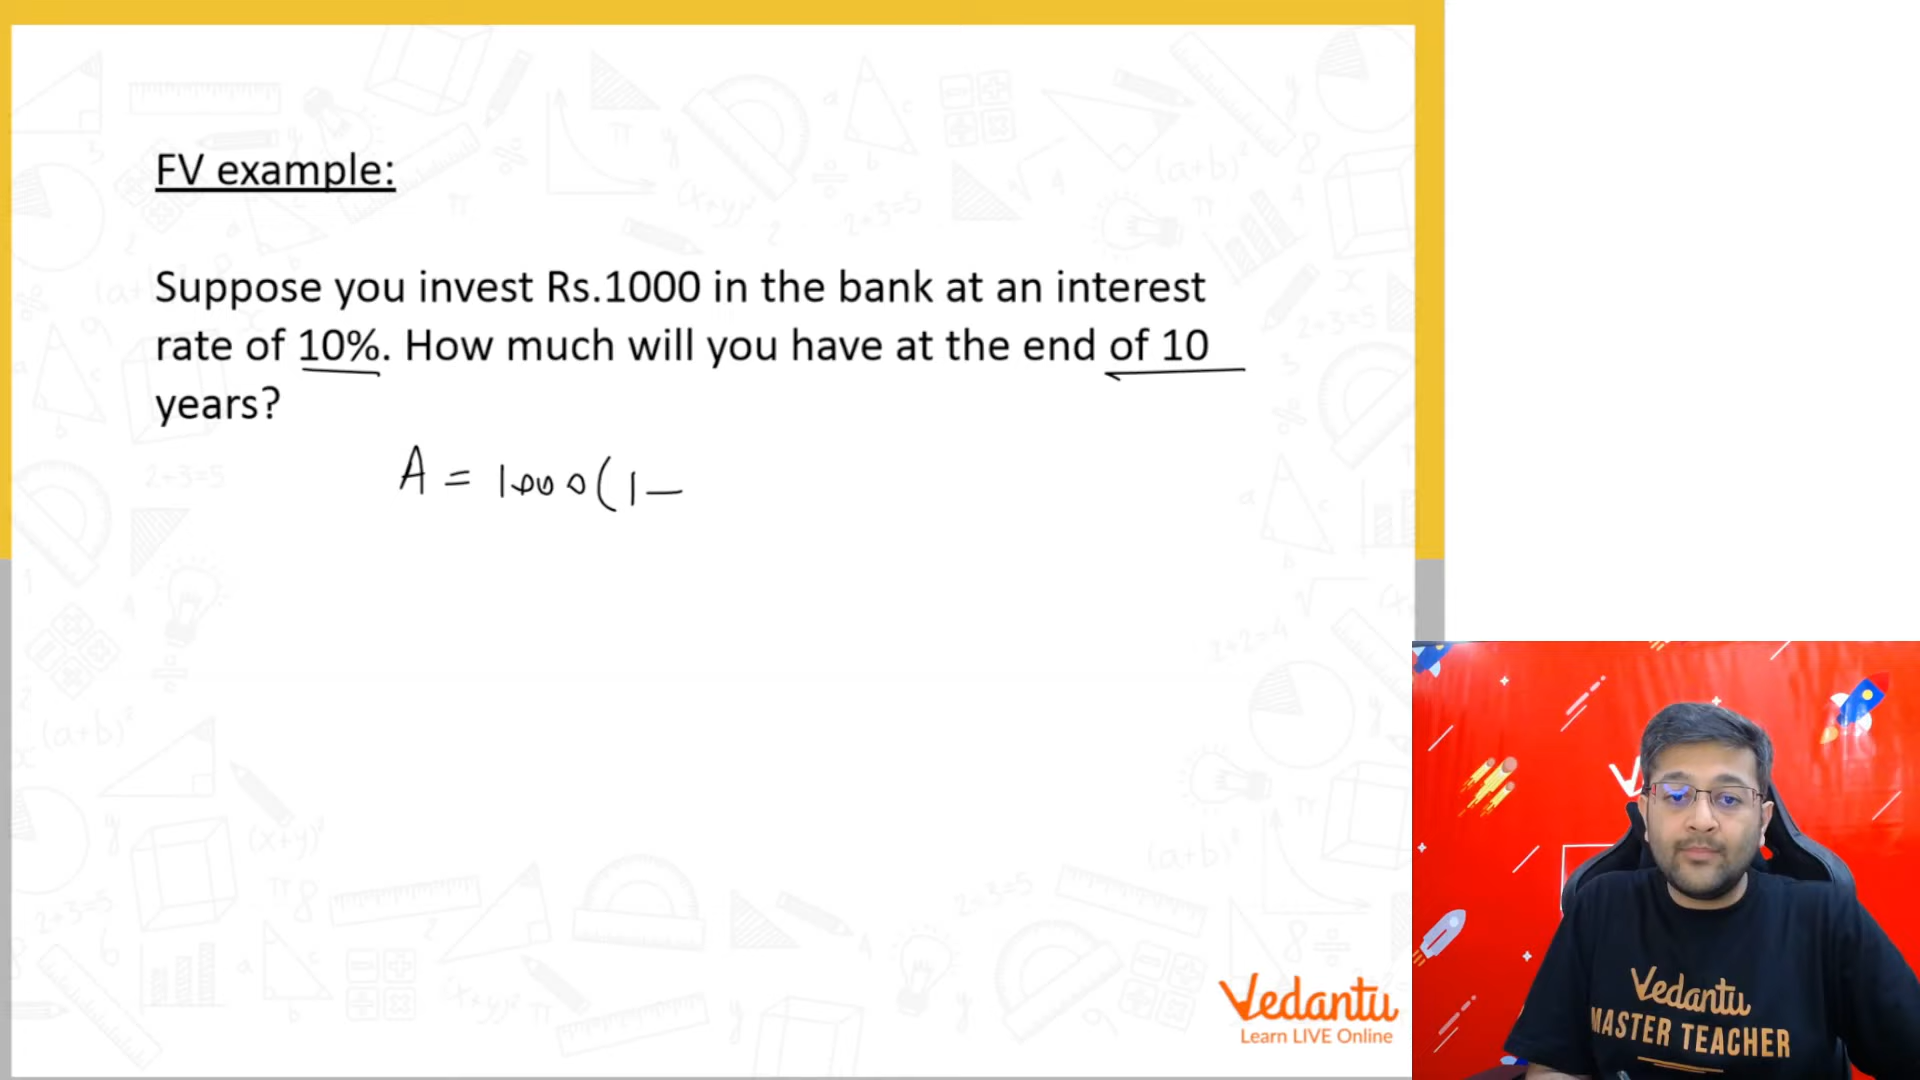 FV example:
Suppose you invest Rs.1000 in the bank at an interest
rate of 10%. How much will you have at the end of 10
years?
A = 1000 ( 1 –
Vedantu
Learn LIVE Online
Vedantu
MASTER TEACHER